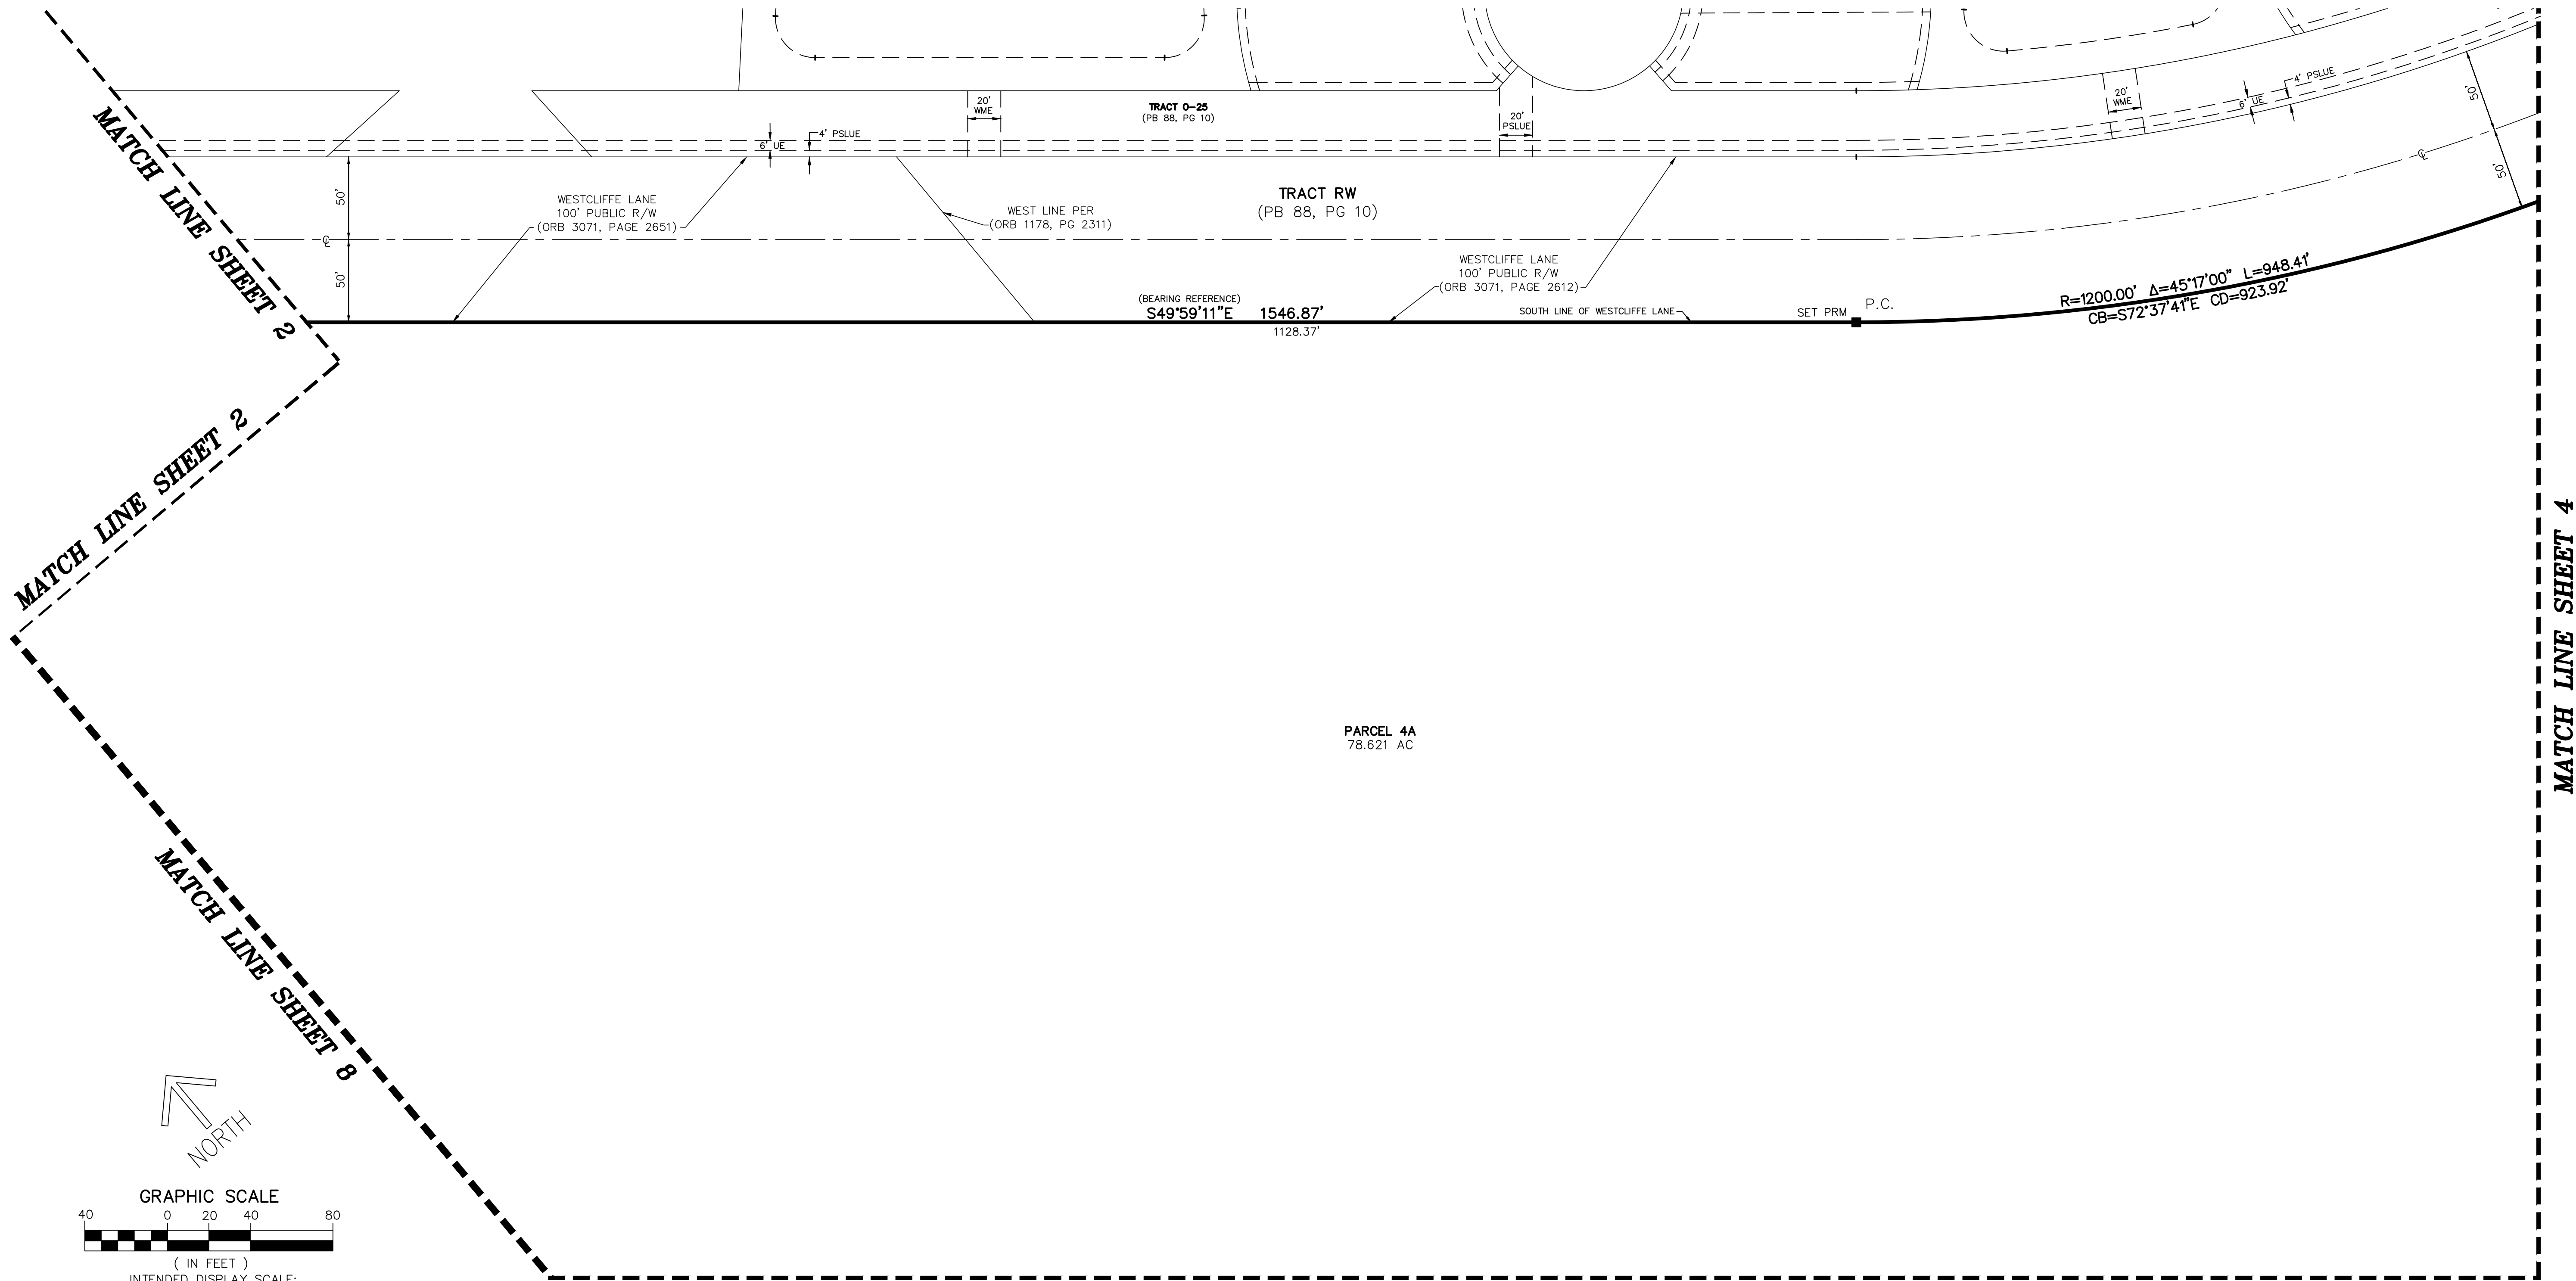 MATCH LINE SHEET 2
20'
WME
TRACT O-25
(PB 88, PG 10)
20'
PSLUE
20'
WME
6' UE
4' PSLUE
50'
50'
6' UE
4' PSLUE
50'
50'
℄
℄
WESTCLIFFE LANE
100' PUBLIC R/W
(ORB 3071, PAGE 2651)
WEST LINE PER
(ORB 1178, PG 2311)
TRACT RW
(PB 88, PG 10)
WESTCLIFFE LANE
100' PUBLIC R/W
(ORB 3071, PAGE 2612)
(BEARING REFERENCE)
S49°59'11"E 1546.87'
1128.37'
SOUTH LINE OF WESTCLIFFE LANE
SET PRM
P.C.
R=1200.00' Δ=45°17'00" L=948.41'
CB=S72°37'41"E CD=923.92'
MATCH LINE SHEET 2
MATCH LINE SHEET 4
PARCEL 4A
78.621 AC
MATCH LINE SHEET 8
NORTH
GRAPHIC SCALE
40 0 20 40 80
( IN FEET )
INTENDED DISPLAY SCALE: